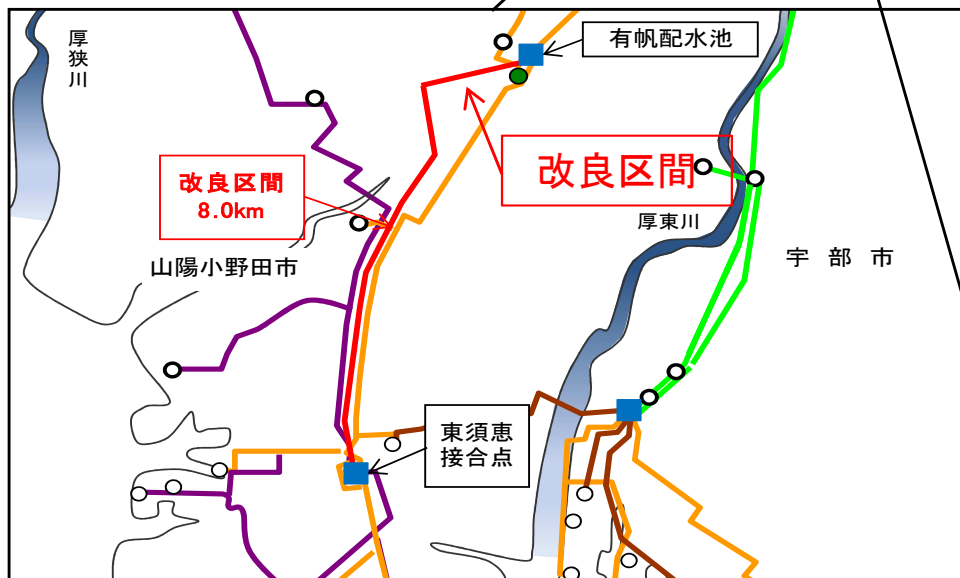 厚狭川
有帆配水池
改良区間
改良区間
8.0km
厚東川
山陽小野田市
宇部市
東須恵
接合点